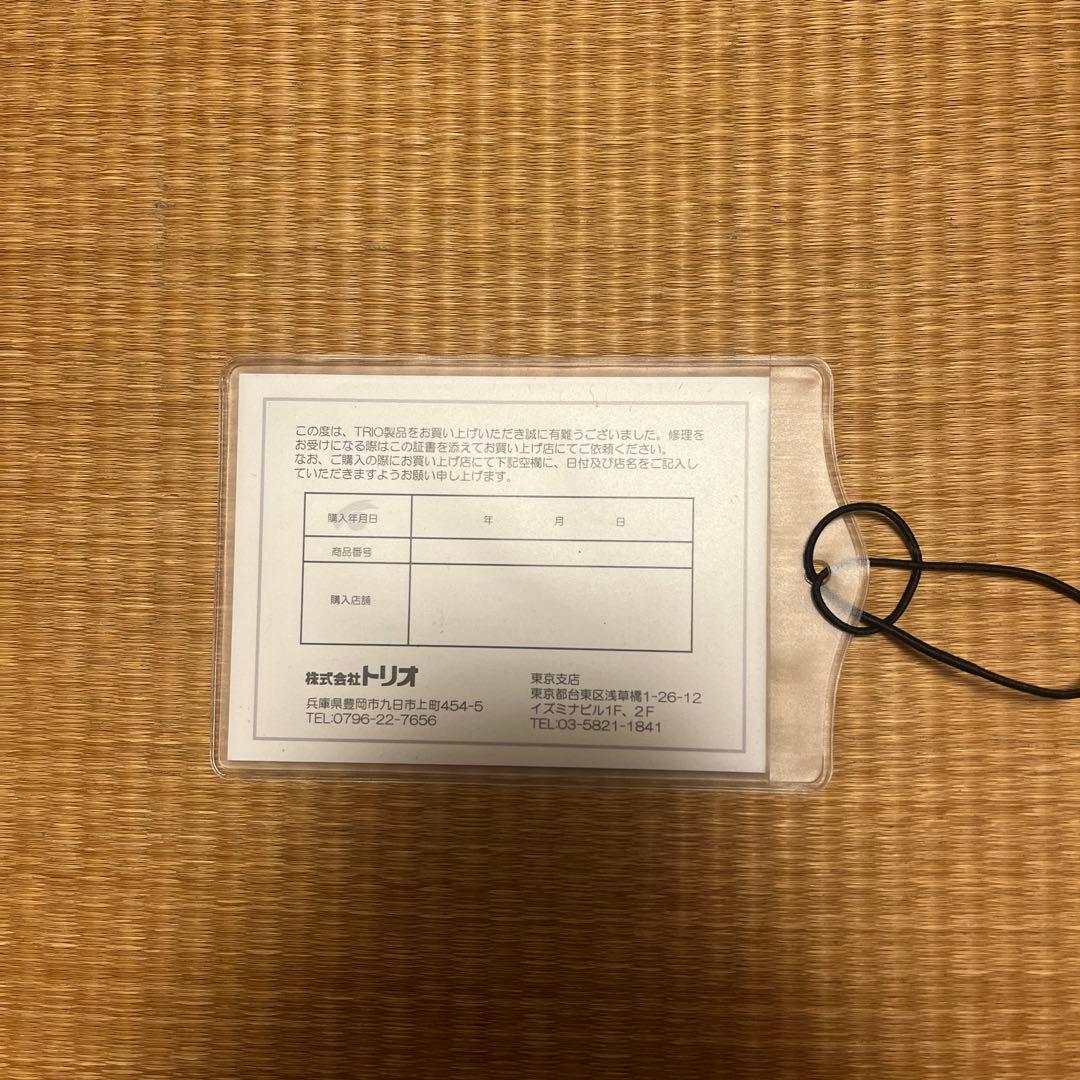 この度は、TRIO製品をお買い上げいただき誠に有難うございました。修理を
お受けになる際はこの証書を添えてお買い上げ店にてご依頼ください。
なお、ご購入の際にお買い上げ店にて下記空欄に、日付及び店名をご記入し
ていただきますようお願い申し上げます。
購入年月日 年 月 日
商品番号
購入店舗
株式会社トリオ
兵庫県豊岡市九日市上町454-5
TEL:0796-22-7656
東京支店
東京都台東区浅草橋1-26-12
イズミナビル1F、2F
TEL:03-5821-1841